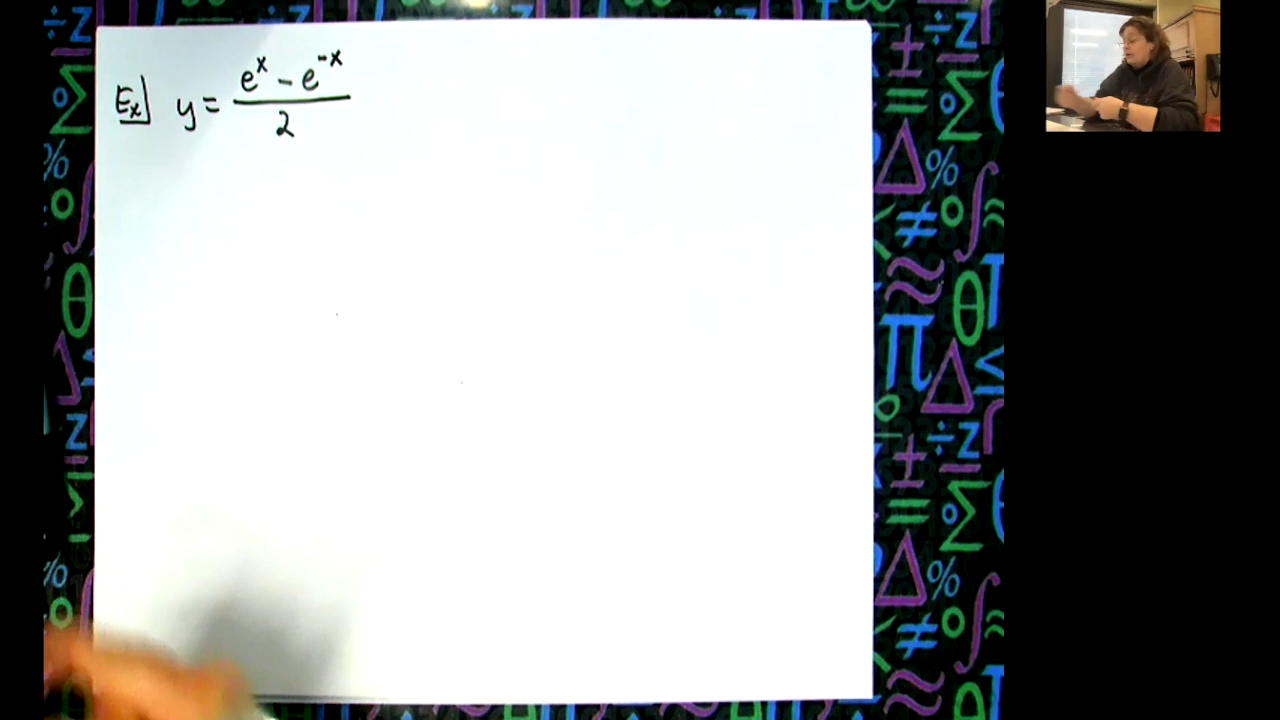 Ex] y = (e^x - e^-x)/2